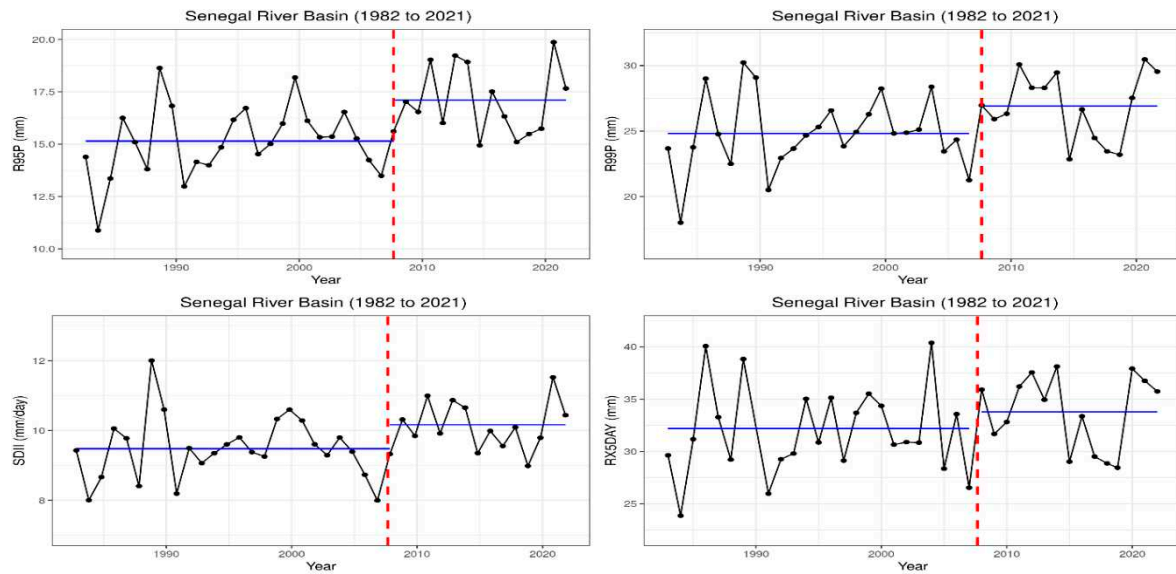 Senegal River Basin (1982 to 2021)
R95P (mm)
20.0
17.5
15.0
12.5
10.0
1990
2000
2010
2020
Year
Senegal River Basin (1982 to 2021)
R99P (mm)
30
25
20
1990
2000
2010
2020
Year
Senegal River Basin (1982 to 2021)
SDII (mm/day)
12
10
8
1990
2000
2010
2020
Year
Senegal River Basin (1982 to 2021)
RX5DAY (mm)
40
35
30
25
1990
2000
2010
2020
Year